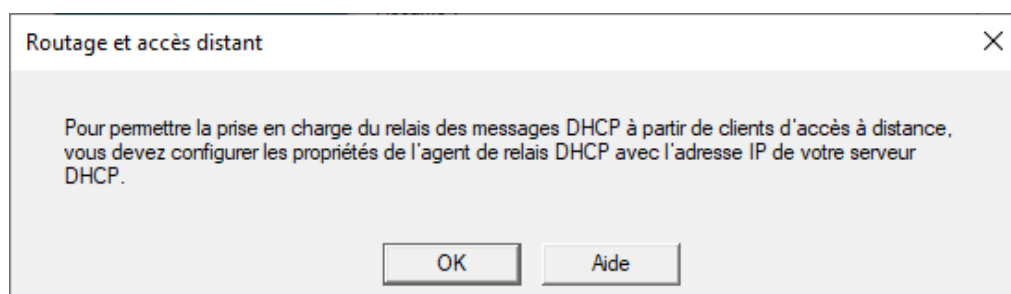 Routage et accès distant
Pour permettre la prise en charge du relais des messages DHCP à partir de clients d'accès à distance,
vous devez configurer les propriétés de l'agent de relais DHCP avec l'adresse IP de votre serveur
DHCP.
OK
Aide